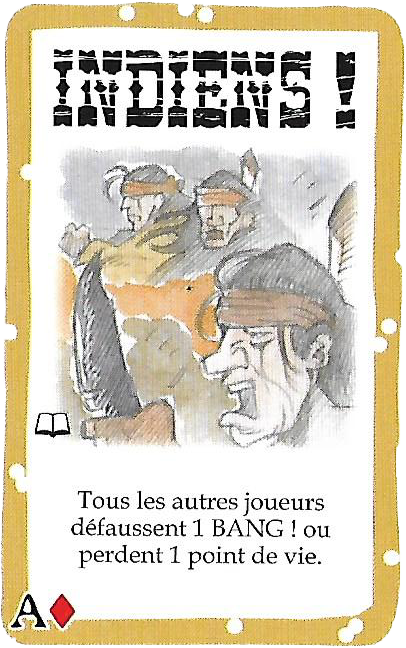 INDIENS !
Tous les autres joueurs
défaussent 1 BANG ! ou
perdent 1 point de vie.
A♦